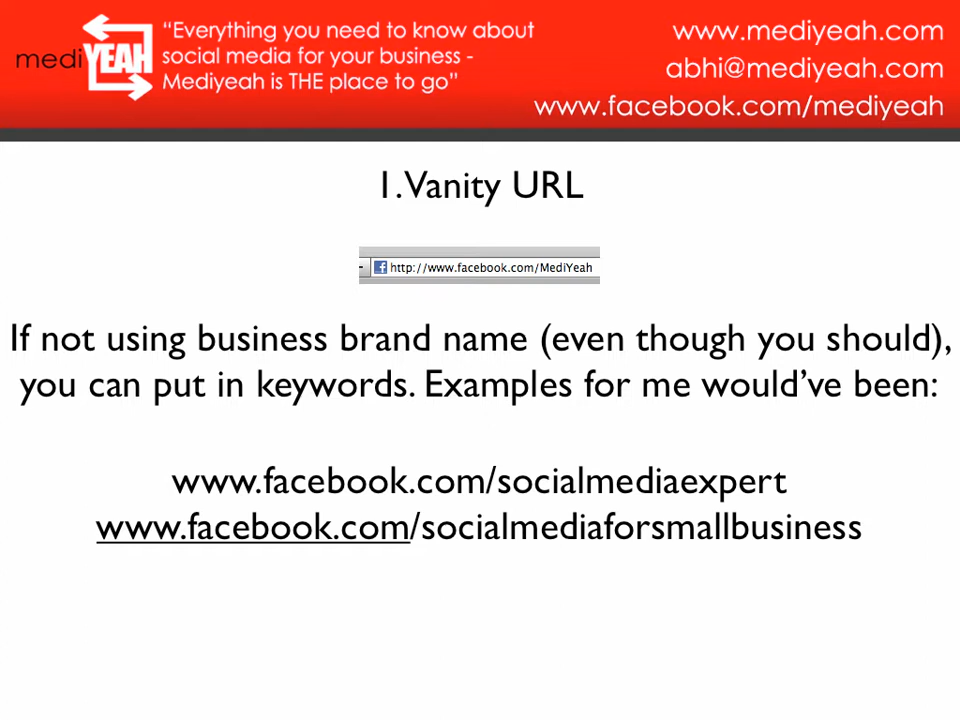 mediYEAH
"Everything you need to know about
social media for your business -
Mediyeah is THE place to go"
www.mediyeah.com
abhi@mediyeah.com
www.facebook.com/mediyeah
1. Vanity URL
http://www.facebook.com/MediYeah
If not using business brand name (even though you should),
you can put in keywords. Examples for me would've been:
www.facebook.com/socialmediaexpert
www.facebook.com/socialmediaforsmallbusiness